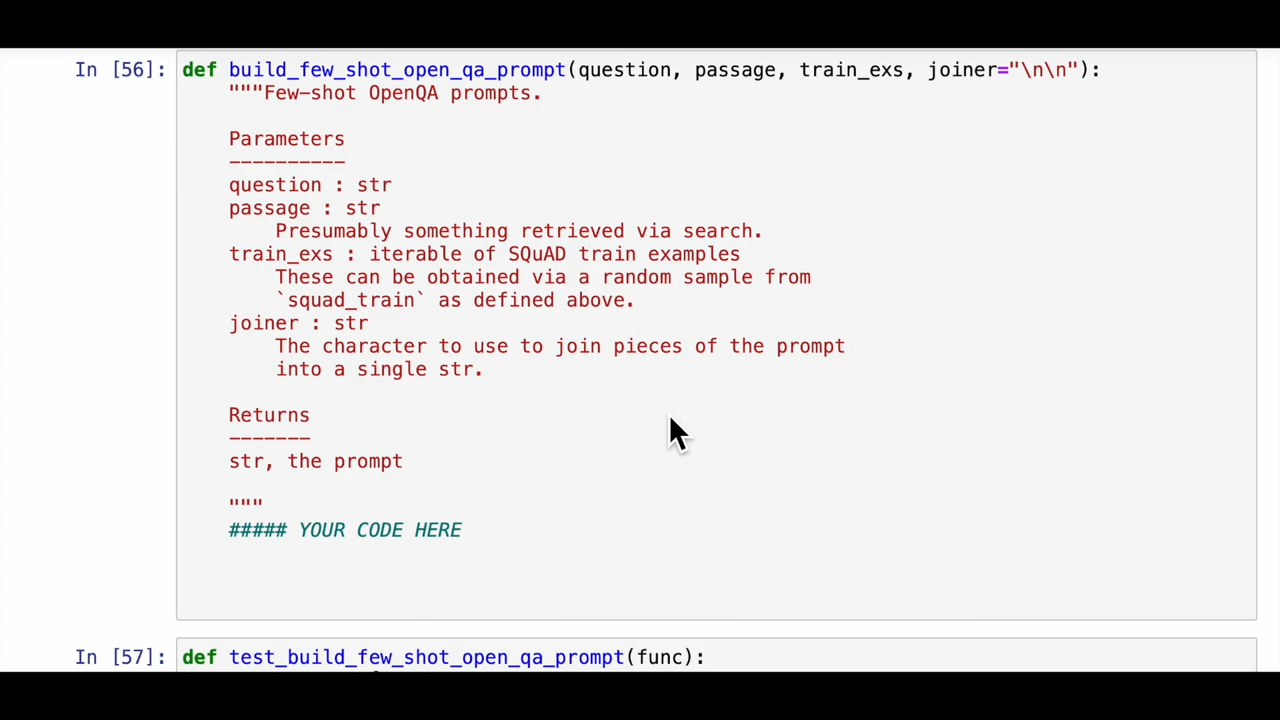 In [56]: def build_few_shot_open_qa_prompt(question, passage, train_exs, joiner="\n\n"):
"""Few-shot OpenQA prompts.
Parameters
----------
question : str
passage : str
Presumably something retrieved via search.
train_exs : iterable of SQuAD train examples
These can be obtained via a random sample from
`squad_train` as defined above.
joiner : str
The character to use to join pieces of the prompt
into a single str.
Returns
-------
str, the prompt
"""
##### YOUR CODE HERE
In [57]: def test_build_few_shot_open_qa_prompt(func):